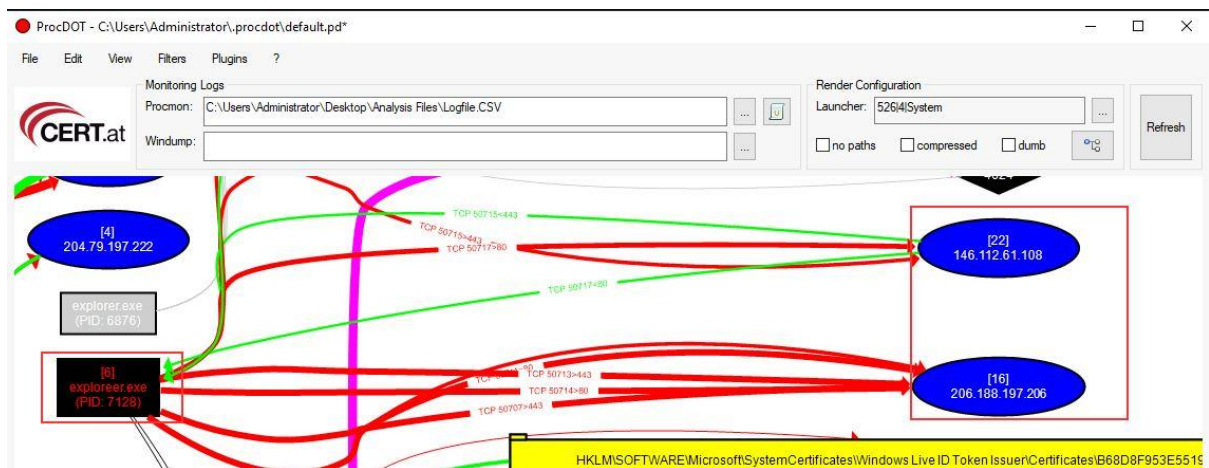 ProcDOT - C:\Users\Administrator\.procdot\default.pd*
File Edit View Filters Plugins ?
Monitoring Logs
Procmon: C:\Users\Administrator\Desktop\Analysis Files\Logfile.CSV ...
Windump: ...
CERT.at
Render Configuration
Launcher: 526|4|System ...
no paths compressed dumb
Refresh
[4]
204.79.197.222
TCP 50715<443
TCP 50715>443
TCP 50717>80
[22]
146.112.61.108
TCP 50717<80
explorer.exe
(PID: 6876)
[6]
exploreer.exe
(PID: 7128)
TCP 50713>443
TCP 50714>80
TCP 50707>443
[16]
206.188.197.206
HKLM\SOFTWARE\Microsoft\SystemCertificates\Windows Live ID Token Issuer\Certificates\B68D8F953E5519